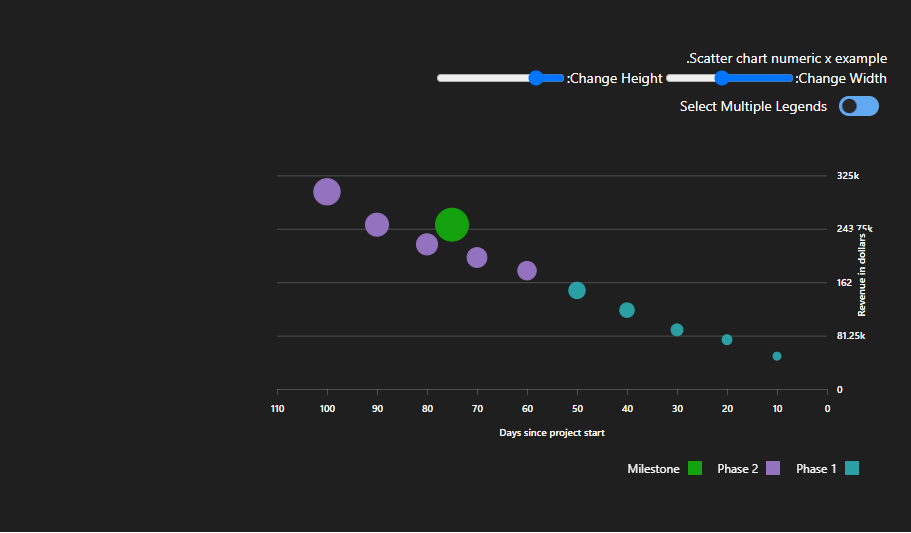 .Scatter chart numeric x example
:Change Height :Change Width
Select Multiple Legends
325k
243.75k
162
81.25k
0
Revenue in dollars
110 100 90 80 70 60 50 40 30 20 10 0
Days since project start
Milestone Phase 2 Phase 1